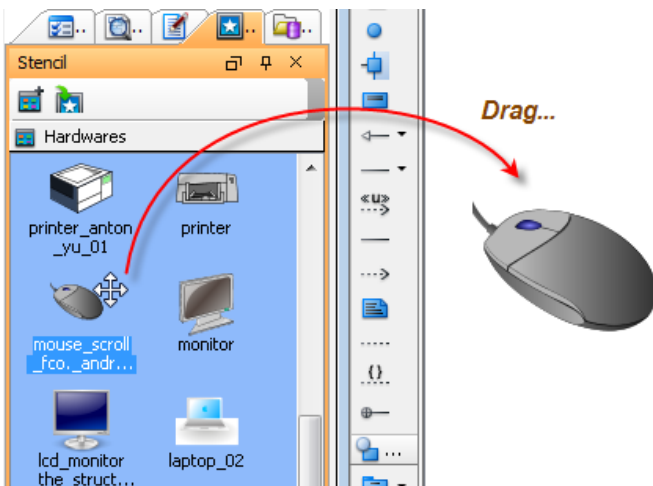 Stencil
Drag...
Hardwares
«u»
printer_anton
_yu_01
printer
mouse_scroll
_fco._andr...
monitor
{}
lcd_monitor
the_struct...
laptop_02
...